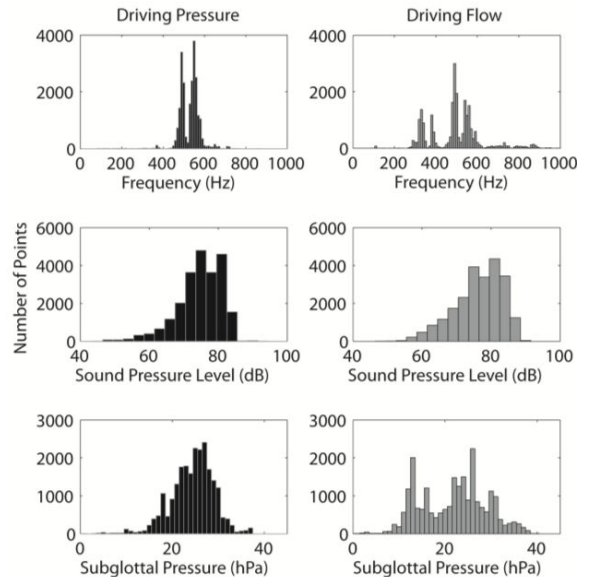 Driving Pressure Driving Flow
4000 4000
2000 2000
0 0
0 200 400 600 800 1000 0 200 400 600 800 1000
Frequency (Hz) Frequency (Hz)
Number of Points
6000 6000
4000 4000
2000 2000
0 0
40 60 80 100 40 60 80 100
Sound Pressure Level (dB) Sound Pressure Level (dB)
3000 3000
2000 2000
1000 1000
0 0
0 20 40 0 20 40
Subglottal Pressure (hPa) Subglottal Pressure (hPa)